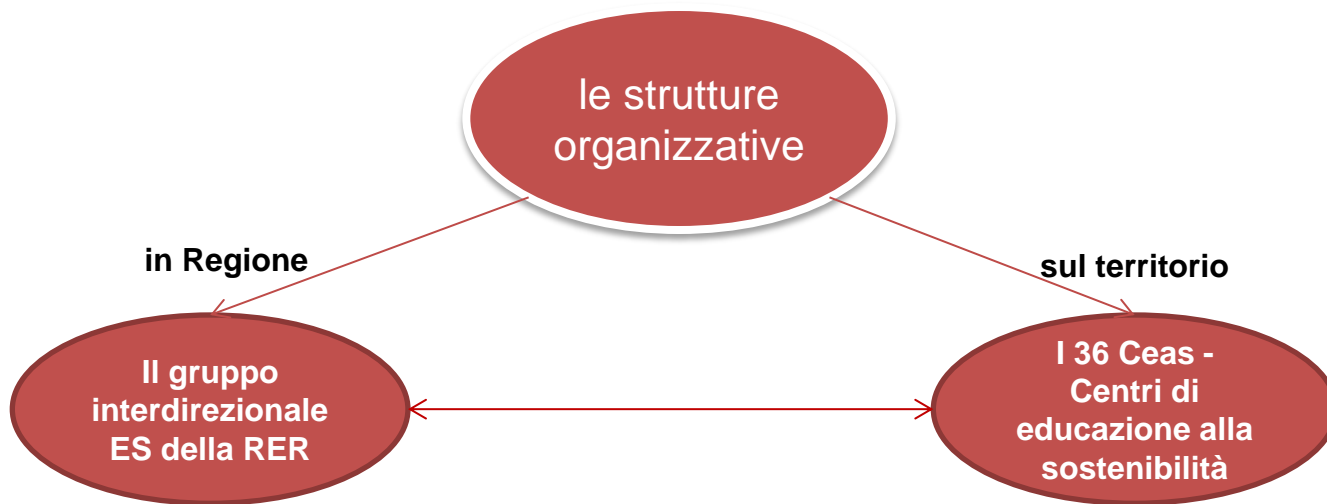 le strutture
organizzative
in Regione
sul territorio
Il gruppo
interdirezionale
ES della RER
I 36 Ceas -
Centri di
educazione alla
sostenibilità